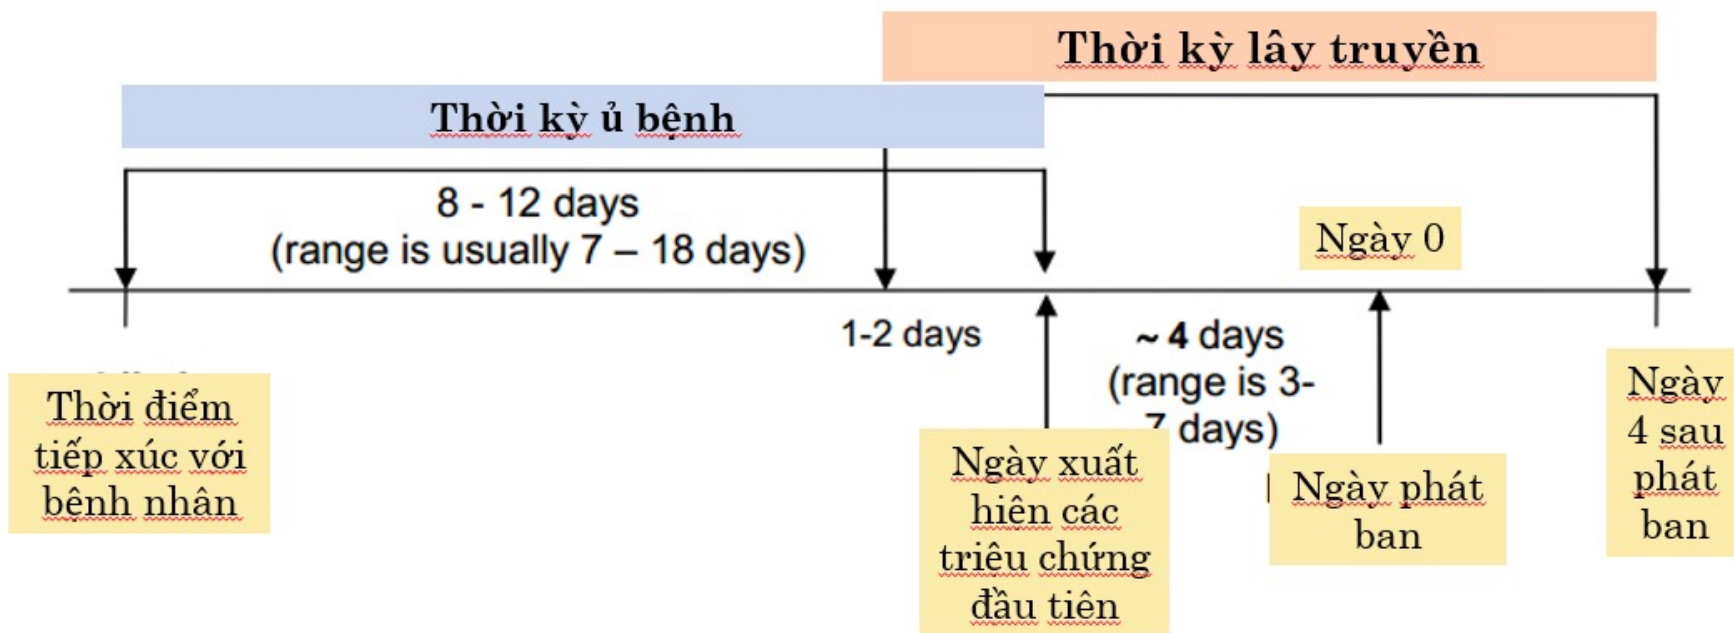 Thời kỳ lây truyền
Thời kỳ ủ bệnh
8 - 12 days
(range is usually 7 – 18 days)
Ngày 0
1-2 days
~ 4 days
(range is 3-
7 days)
Thời điểm
tiếp xúc với
bệnh nhân
Ngày xuất
hiện các
triệu chứng
đầu tiên
Ngày phát
ban
Ngày
4 sau
phát
ban